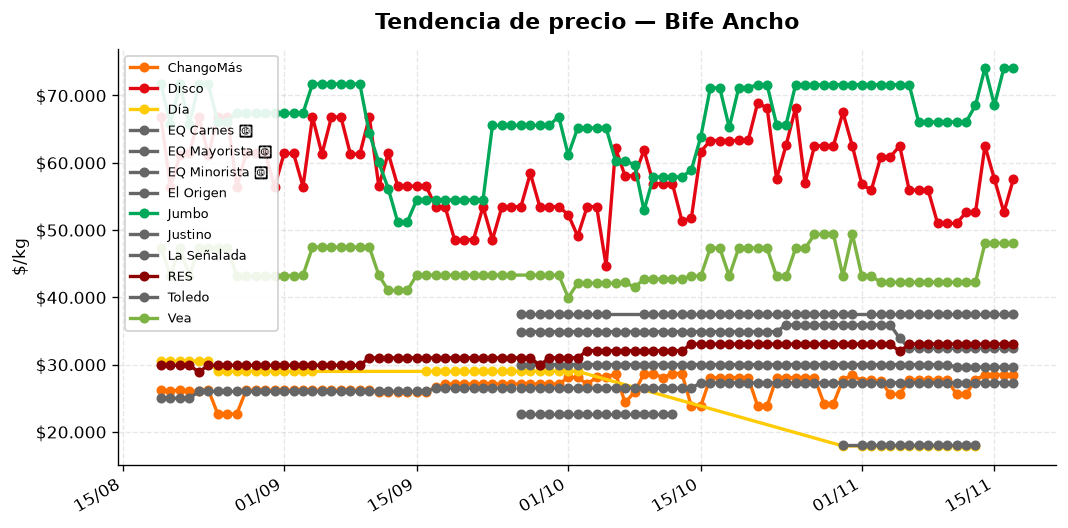 Tendencia de precio — Bife Ancho
$/kg
$70.000
$60.000
$50.000
$40.000
$30.000
$20.000
ChangoMás
Disco
Día
EQ Carnes
EQ Mayorista
EQ Minorista
El Origen
Jumbo
Justino
La Señalada
RES
Toledo
Vea
15/08
01/09
15/09
01/10
15/10
01/11
15/11